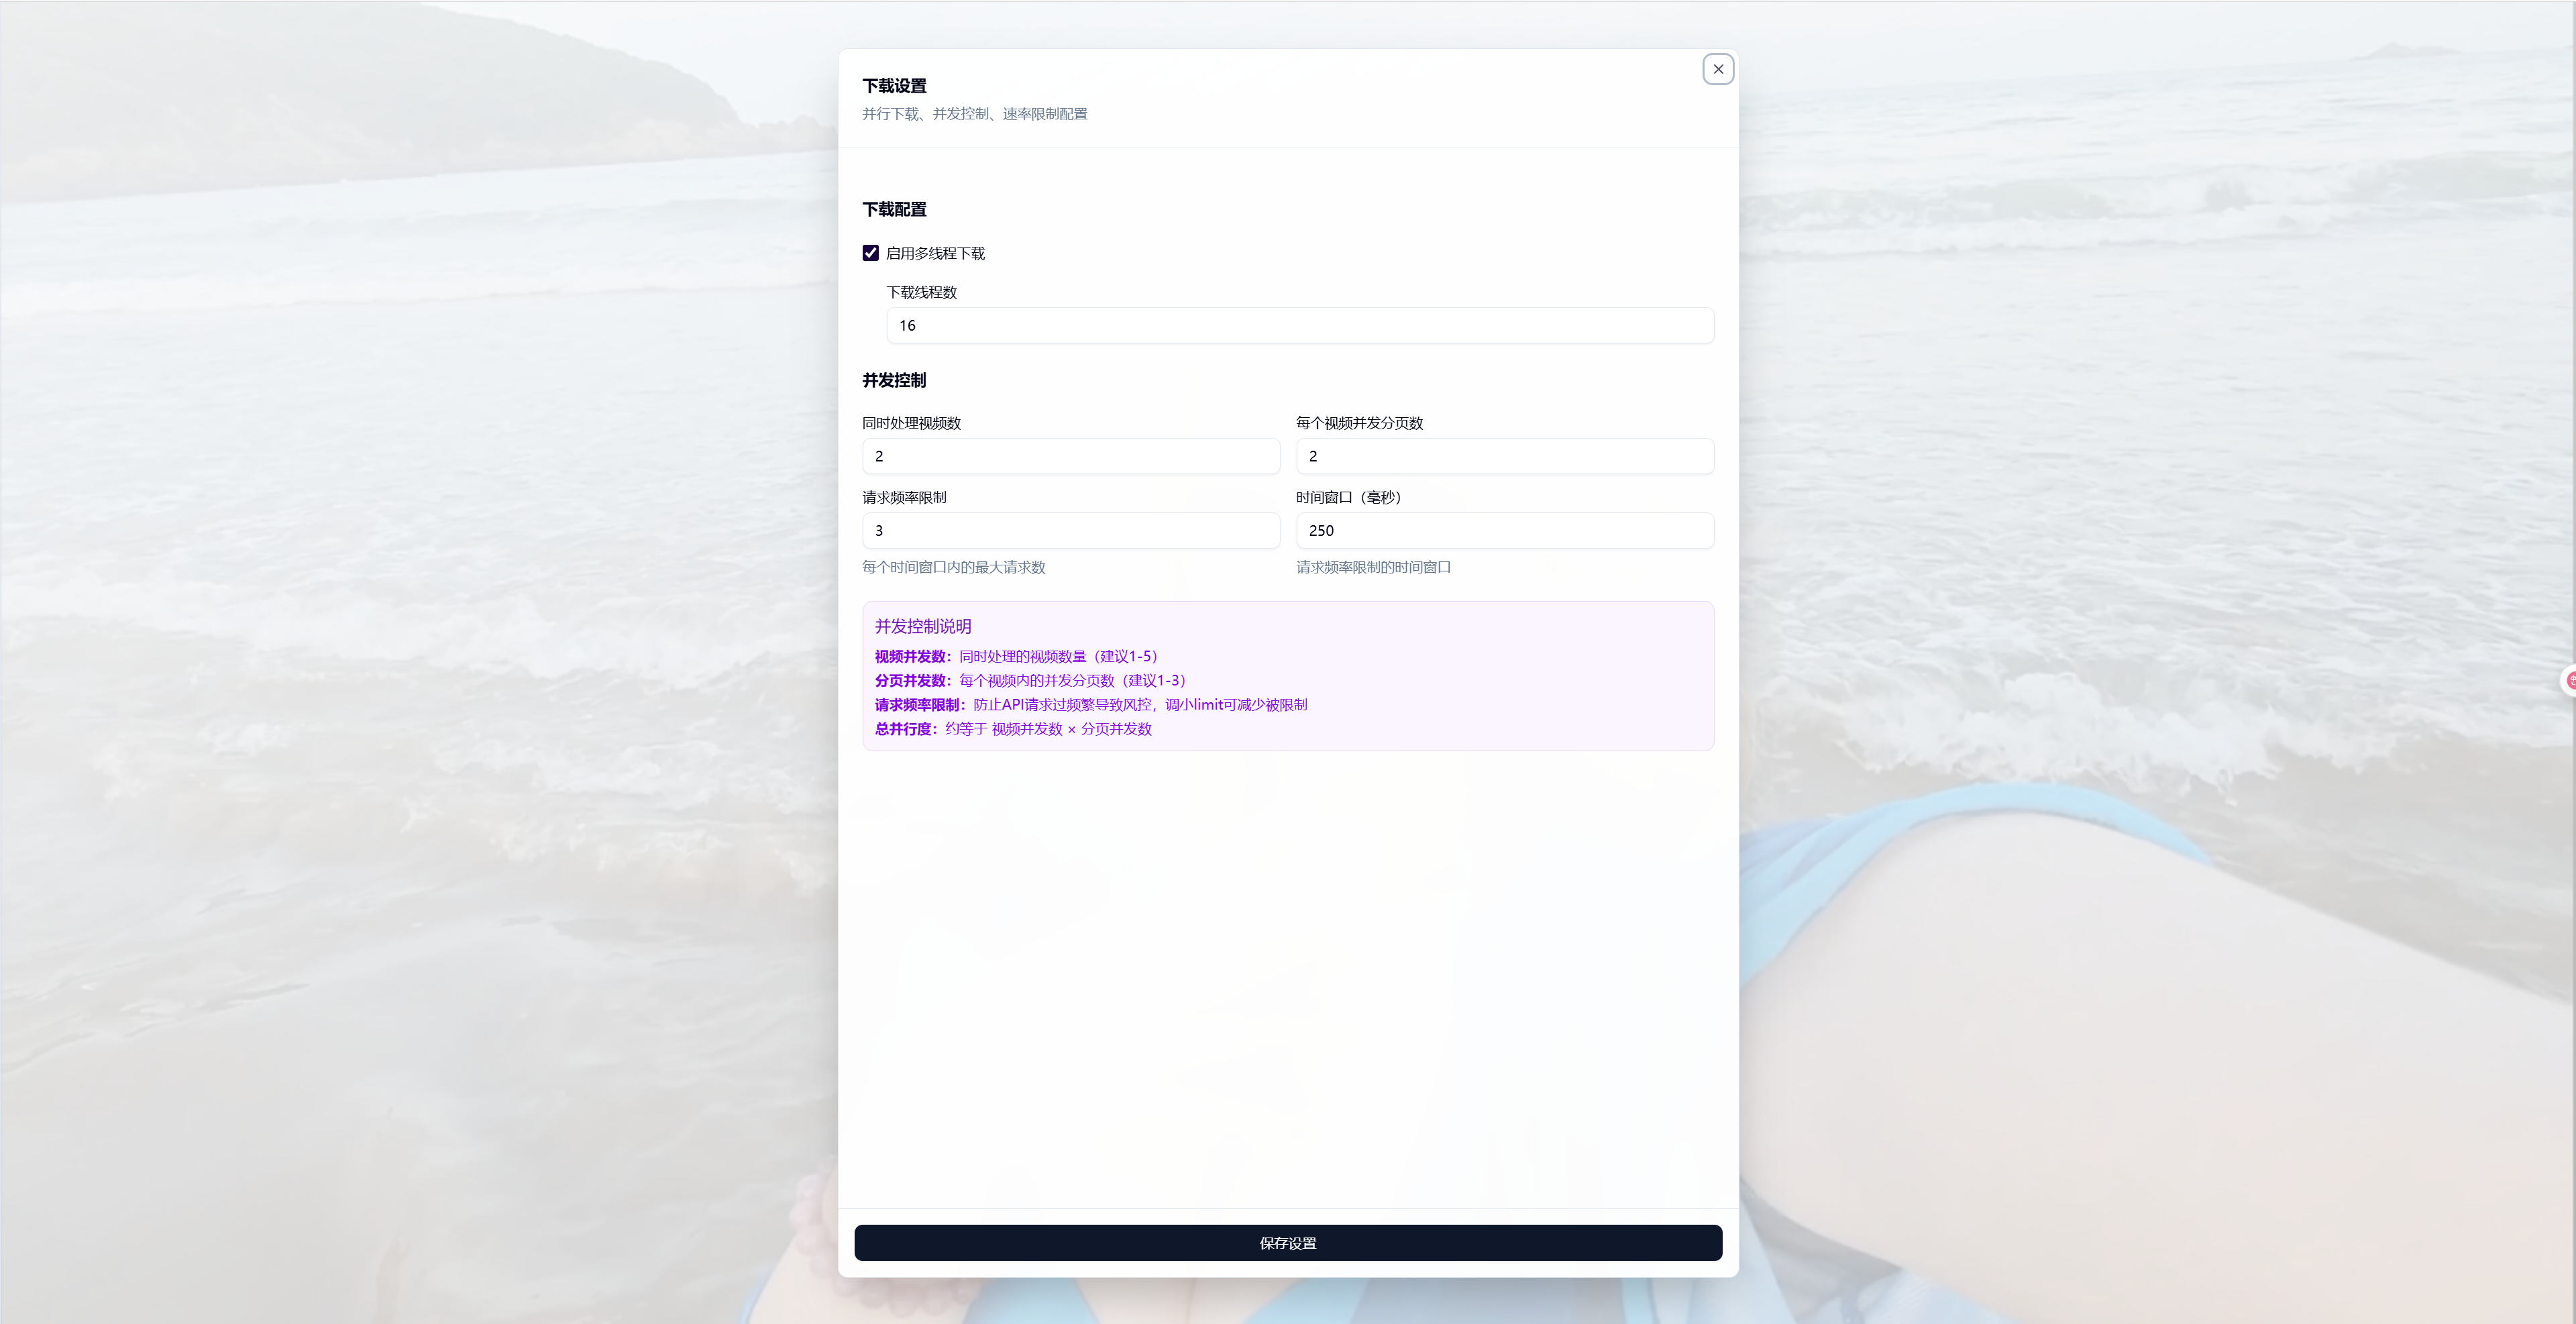 下载设置
并行下载、并发控制、速率限制配置
下载配置
启用多线程下载
下载线程数
16
并发控制
同时处理视频数
每个视频并发分页数
2
2
请求频率限制
时间窗口（毫秒）
3
250
每个时间窗口内的最大请求数
请求频率限制的时间窗口
并发控制说明
视频并发数：同时处理的视频数量（建议1-5）
分页并发数：每个视频内的并发分页数（建议1-3）
请求频率限制：防止API请求过频繁导致风控，调小limit可减少被限制
总并行度：约等于 视频并发数 × 分页并发数
保存设置